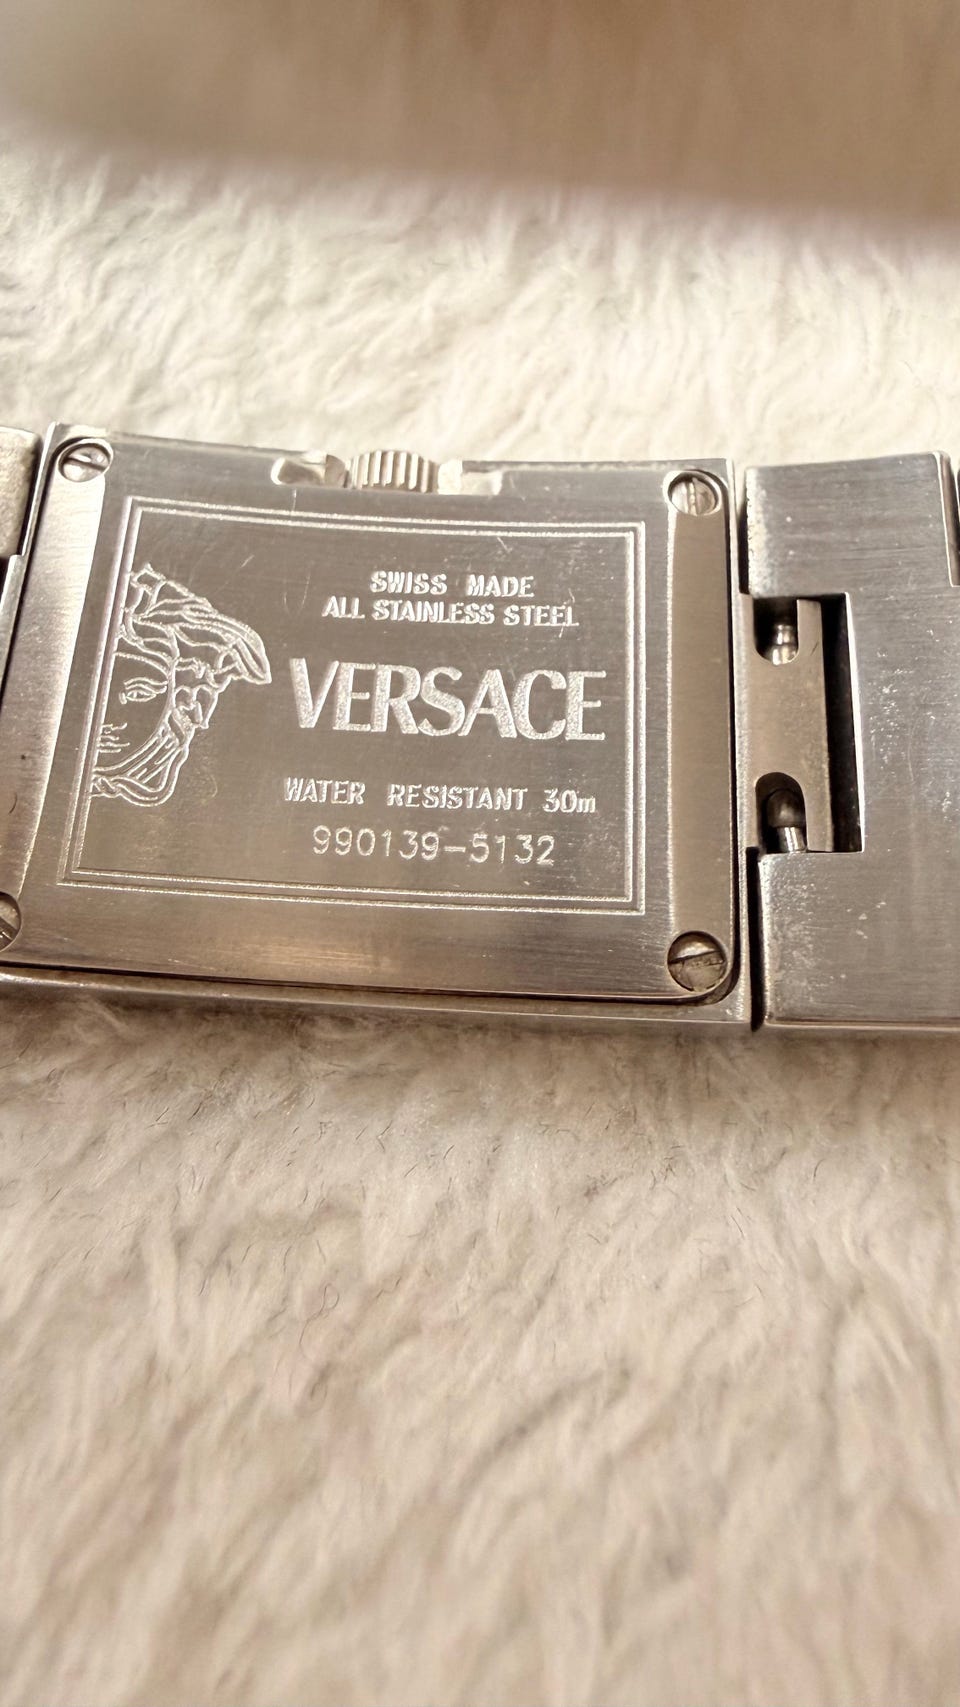 SWISS MADE
ALL STAINLESS STEEL
VERSACE
WATER RESISTANT 30m
990139-5132